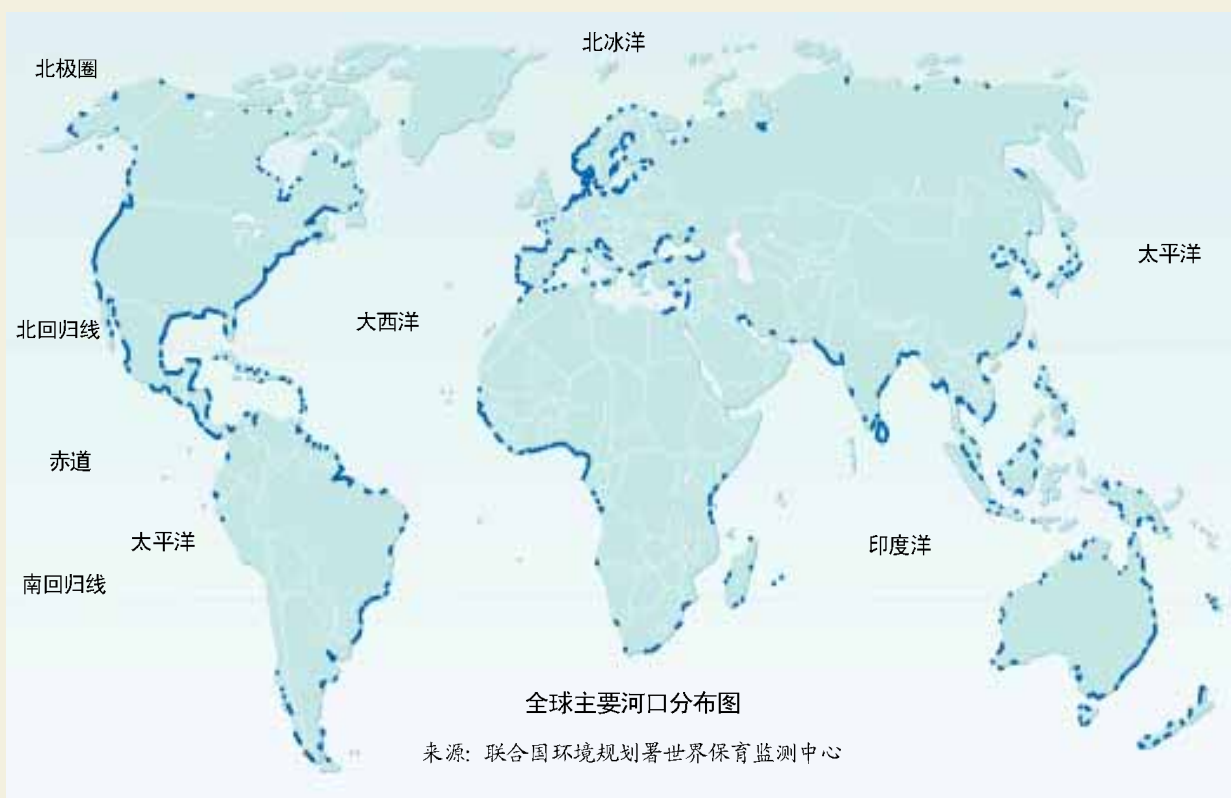 北冰洋
北极圈
太平洋
大西洋
北回归线
赤道
太平洋
印度洋
南回归线
全球主要河口分布图
来源: 联合国环境规划署世界保育监测中心